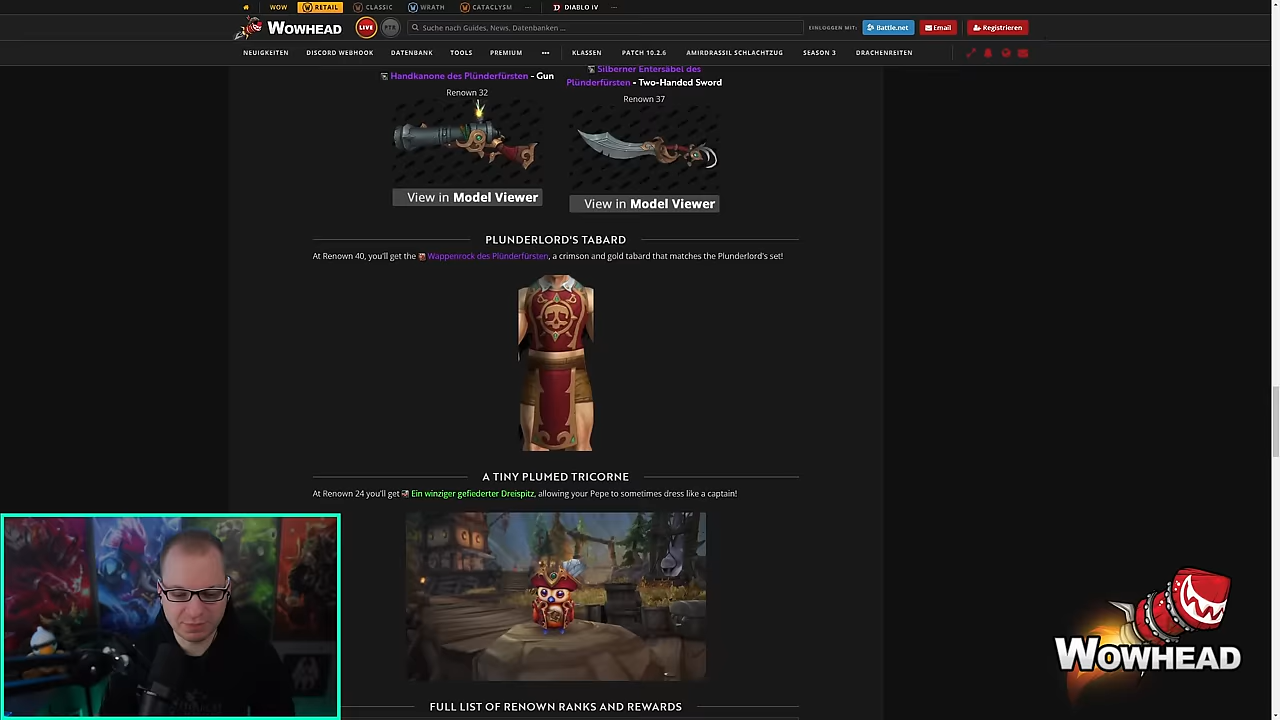 WOW
RETAIL
CLASSIC
WRATH
CATACLYSM
DIABLO IV
WOWHEAD
LIVE
PTR
Suche nach Guides, News, Datenbanken ...
EINLOGGEN MIT:
Battle.net
Email
Registrieren
NEUIGKEITEN
DISCORD WEBHOOK
DATENBANK
TOOLS
PREMIUM
KLASSEN
PATCH 10.2.6
AMIRDRASSIL SCHLACHTZUG
SEASON 3
DRACHENREITEN
Handkanone des Plünderfürsten - Gun
Renown 32
View in Model Viewer
Silberner Entersäbel des
Plünderfürsten - Two-Handed Sword
Renown 37
View in Model Viewer
PLUNDERLORD'S TABARD
At Renown 40, you'll get the Wappenrock des Plünderfürsten, a crimson and gold tabard that matches the Plunderlord's set!
A TINY PLUMED TRICORNE
At Renown 24 you'll get Ein winziger gefiederter Dreispitz, allowing your Pepe to sometimes dress like a captain!
FULL LIST OF RENOWN RANKS AND REWARDS
WOWHEAD